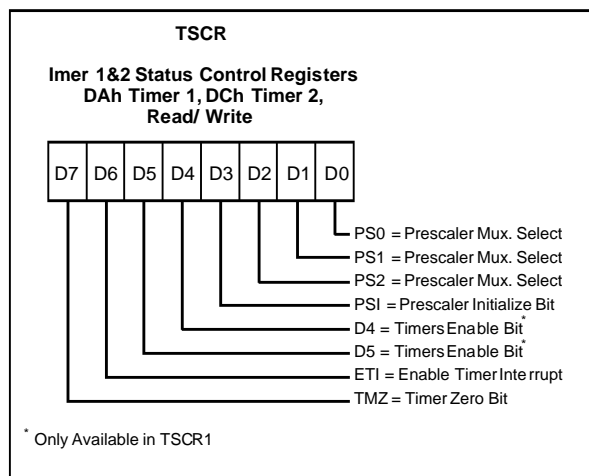 TSCR
Imer 1&2 Status Control Registers
DAh Timer 1, DCh Timer 2,
Read/ Write
D7 D6 D5 D4 D3 D2 D1 D0
PS0 = Prescaler Mux. Select
PS1 = Prescaler Mux. Select
PS2 = Prescaler Mux. Select
PSI = Prescaler Initialize Bit
D4 = Timers Enable Bit*
D5 = Timers Enable Bit*
ETI = Enable Timer Interrupt
TMZ = Timer Zero Bit
* Only Available in TSCR1